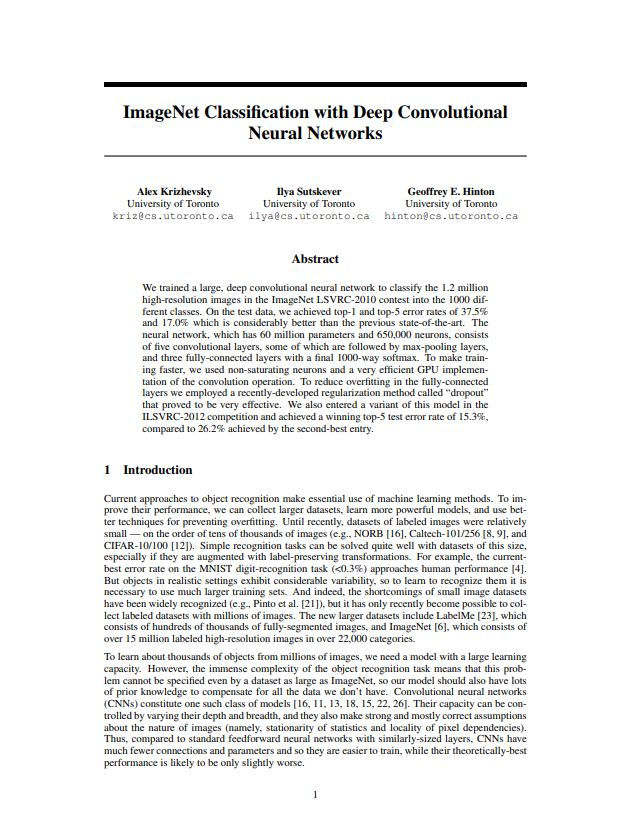 ImageNet Classification with Deep Convolutional
Neural Networks
Alex Krizhevsky
University of Toronto
kriz@cs.utoronto.ca
Ilya Sutskever
University of Toronto
ilya@cs.utoronto.ca
Geoffrey E. Hinton
University of Toronto
hinton@cs.utoronto.ca
Abstract
We trained a large, deep convolutional neural network to classify the 1.2 million
high-resolution images in the ImageNet LSVRC-2010 contest into the 1000 dif-
ferent classes. On the test data, we achieved top-1 and top-5 error rates of 37.5%
and 17.0% which is considerably better than the previous state-of-the-art. The
neural network, which has 60 million parameters and 650,000 neurons, consists
of five convolutional layers, some of which are followed by max-pooling layers,
and three fully-connected layers with a final 1000-way softmax. To make train-
ing faster, we used non-saturating neurons and a very efficient GPU implemen-
tation of the convolution operation. To reduce overfitting in the fully-connected
layers we employed a recently-developed regularization method called “dropout”
that proved to be very effective. We also entered a variant of this model in the
ILSVRC-2012 competition and achieved a winning top-5 test error rate of 15.3%,
compared to 26.2% achieved by the second-best entry.
1 Introduction
Current approaches to object recognition make essential use of machine learning methods. To im-
prove their performance, we can collect larger datasets, learn more powerful models, and use bet-
ter techniques for preventing overfitting. Until recently, datasets of labeled images were relatively
small — on the order of tens of thousands of images (e.g., NORB [16], Caltech-101/256 [8, 9], and
CIFAR-10/100 [12]). Simple recognition tasks can be solved quite well with datasets of this size,
especially if they are augmented with label-preserving transformations. For example, the current-
best error rate on the MNIST digit-recognition task (<0.3%) approaches human performance [4].
But objects in realistic settings exhibit considerable variability, so to learn to recognize them it is
necessary to use much larger training sets. And indeed, the shortcomings of small image datasets
have been widely recognized (e.g., Pinto et al. [21]), but it has only recently become possible to col-
lect labeled datasets with millions of images. The new larger datasets include LabelMe [23], which
consists of hundreds of thousands of fully-segmented images, and ImageNet [6], which consists of
over 15 million labeled high-resolution images in over 22,000 categories.
To learn about thousands of objects from millions of images, we need a model with a large learning
capacity. However, the immense complexity of the object recognition task means that this prob-
lem cannot be specified even by a dataset as large as ImageNet, so our model should also have lots
of prior knowledge to compensate for all the data we don’t have. Convolutional neural networks
(CNNs) constitute one such class of models [16, 11, 13, 18, 15, 22, 26]. Their capacity can be con-
trolled by varying their depth and breadth, and they also make strong and mostly correct assumptions
about the nature of images (namely, stationarity of statistics and locality of pixel dependencies).
Thus, compared to standard feedforward neural networks with similarly-sized layers, CNNs have
much fewer connections and parameters and so they are easier to train, while their theoretically-best
performance is likely to be only slightly worse.
1